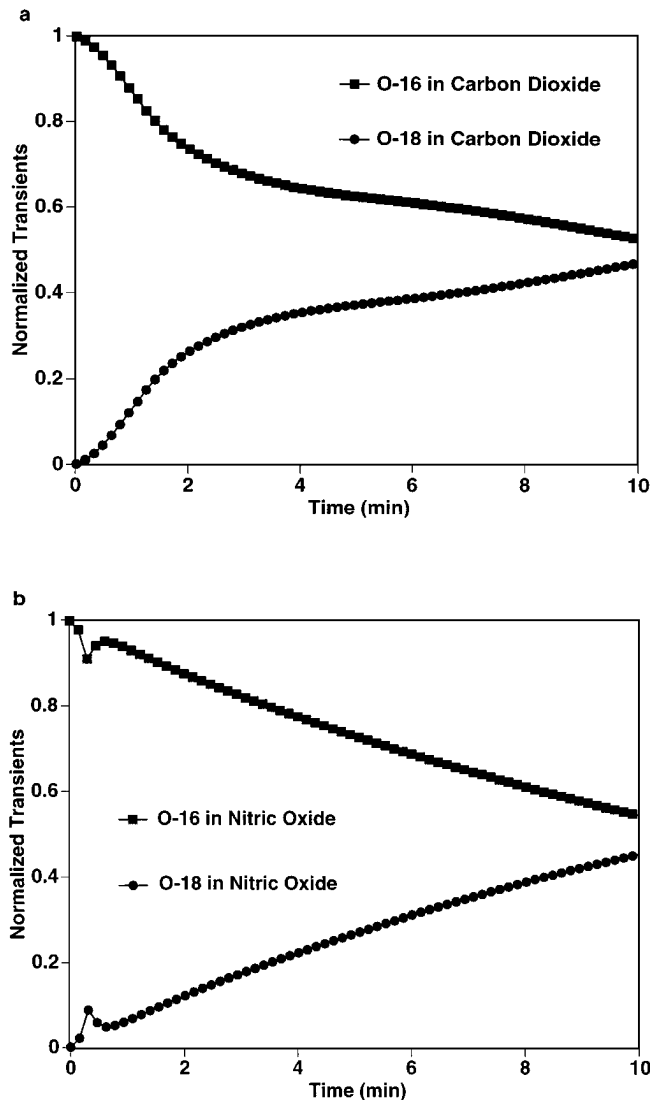 a
1
0.8
0.6
0.4
0.2
0
Normalized Transients
O-16 in Carbon Dioxide
O-18 in Carbon Dioxide
0 2 4 6 8 10
Time (min)
b
1
0.8
0.6
0.4
0.2
0
Normalized Transients
O-16 in Nitric Oxide
O-18 in Nitric Oxide
0 2 4 6 8 10
Time (min)